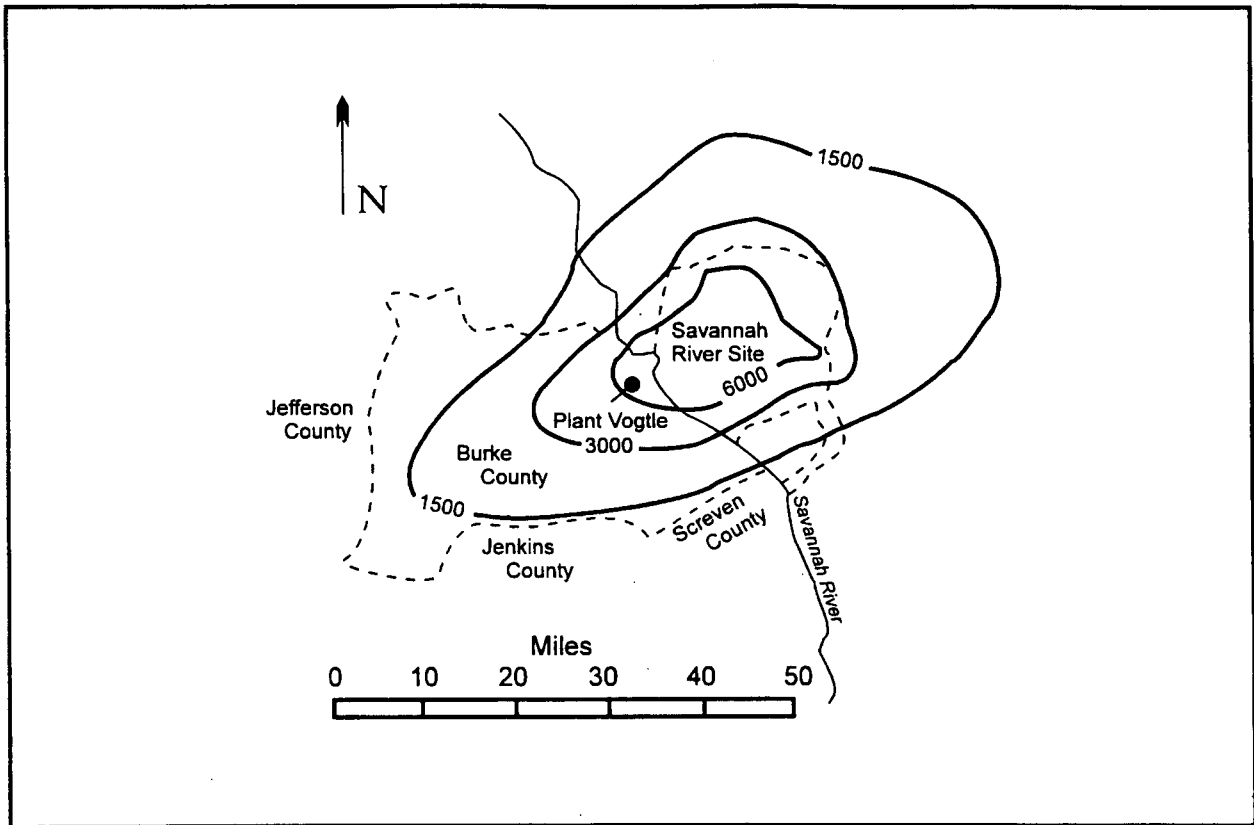 N
1500
Savannah
River Site
6000
Plant Vogtle
3000
Jefferson
County
Burke
County
1500
Screven
County
Jenkins
County
Savannah River
Miles
0 10 20 30 40 50